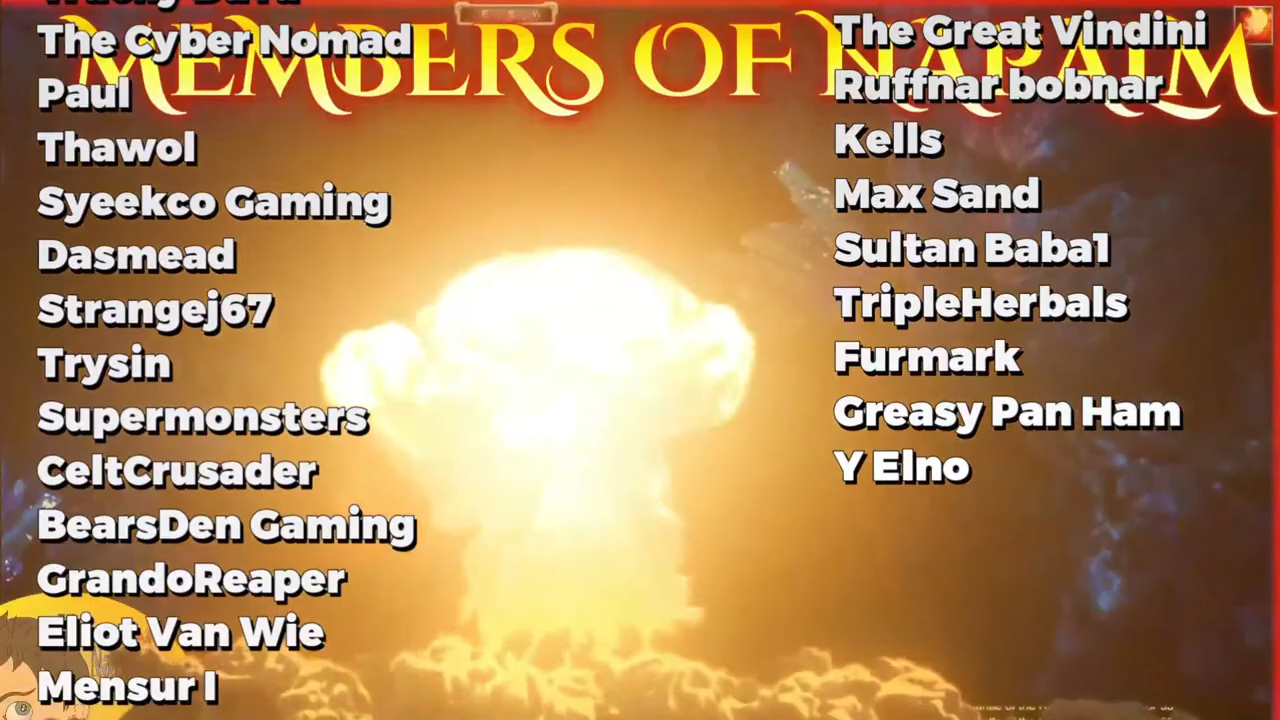 MEMBERS OF NAPALM
The Cyber Nomad
Paul
Thawol
Syeekco Gaming
Dasmead
Strangej67
Trysin
Supermonsters
CeltCrusader
BearsDen Gaming
GrandoReaper
Eliot Van Wie
Mensur I
The Great Vindini
Ruffnar bobnar
Kells
Max Sand
Sultan Baba1
TripleHerbals
Furmark
Greasy Pan Ham
Y Elno